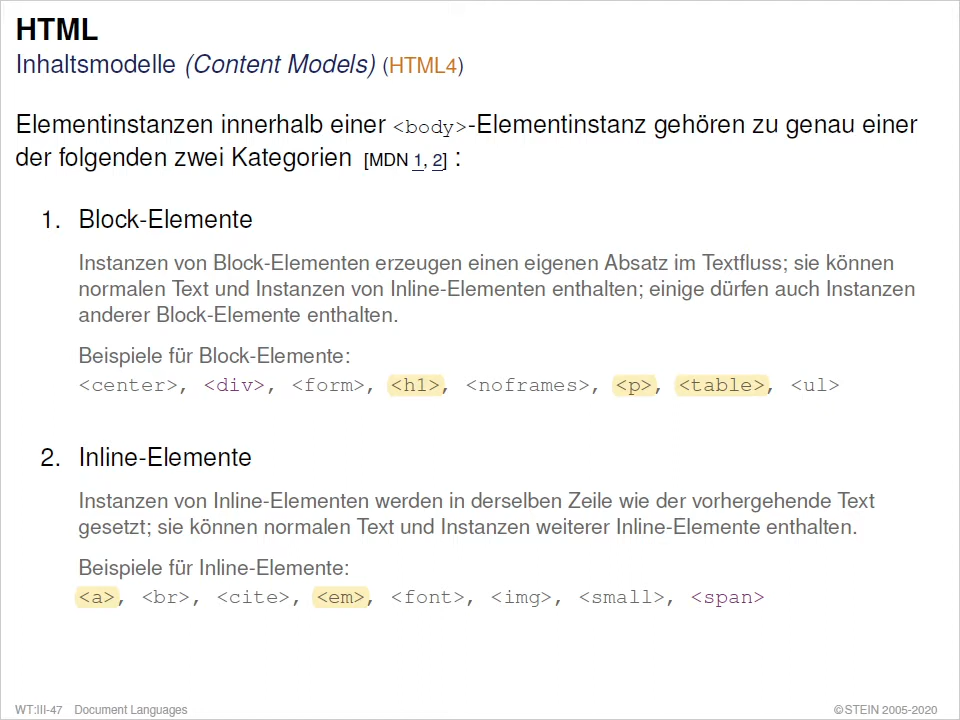 HTML
Inhaltsmodelle (Content Models) (HTML4)
Elementinstanzen innerhalb einer <body>-Elementinstanz gehören zu genau einer
der folgenden zwei Kategorien [MDN 1, 2] :
1. Block-Elemente
Instanzen von Block-Elementen erzeugen einen eigenen Absatz im Textfluss; sie können
normalen Text und Instanzen von Inline-Elementen enthalten; einige dürfen auch Instanzen
anderer Block-Elemente enthalten.
Beispiele für Block-Elemente:
<center>, <div>, <form>, <h1>, <noframes>, <p>, <table>, <ul>
2. Inline-Elemente
Instanzen von Inline-Elementen werden in derselben Zeile wie der vorhergehende Text
gesetzt; sie können normalen Text und Instanzen weiterer Inline-Elemente enthalten.
Beispiele für Inline-Elemente:
<a>, <br>, <cite>, <em>, <font>, <img>, <small>, <span>
WT:III-47 Document Languages ©STEIN 2005-2020